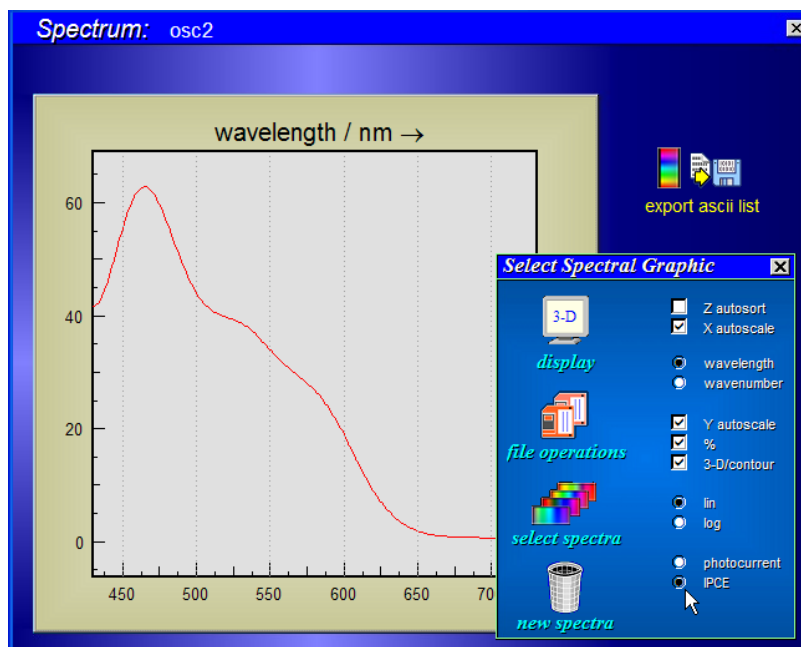 Spectrum: osc2
wavelength / nm →
60
40
20
0
450 500 550 600 650
export ascii list
Select Spectral Graphic
3-D
display
file operations
select spectra
new spectra
Z autosort
X autoscale
wavelength
wavenumber
Y autoscale
%
3-D/contour
lin
log
photocurrent
IPCE